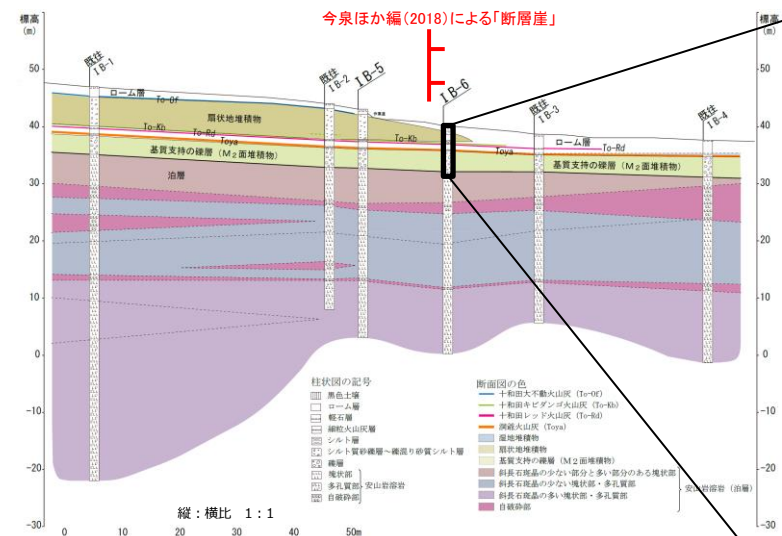 今泉ほか編(2018)による「断層崖」
標高
(m)
標高
(m)
既往
IB-1
既往
IB-2
IB-5
IB-6
既往
IB-3
既往
IB-4
50
40
30
20
10
0
-10
-20
-30
50
40
30
20
10
0
-10
-20
-30
ローム層
To-Of
扇状地堆積物
To-Kb
To-Rd
Toya
基質支持の礫層(M2面堆積物)
泊層
To-Kb
Toya
ローム層
To-Rd
基質支持の礫層(M2面堆積物)
柱状図の記号
黒色土壌
ローム層
軽石層
細粒火山灰層
シルト層
シルト質砂礫層~礫混り砂質シルト層
礫層
塊状部
多孔質部
自破砕部
安山岩溶岩
断面図の色
十和田大不動火山灰(To-Of)
十和田キビダンゴ火山灰(To-Kb)
十和田レッド火山灰(To-Rd)
洞爺火山灰(Toya)
湿地堆積物
扇状地堆積物
基質支持の礫層(M2面堆積物)
斜長石斑晶の少ない部分と多い部分のある塊状部
斜長石斑晶の少ない塊状部・多孔質部
斜長石斑晶の多い塊状部・多孔質部
自破砕部
安山岩溶岩(泊層)
縦:横比 1:1
0 10 20 30 40 50m